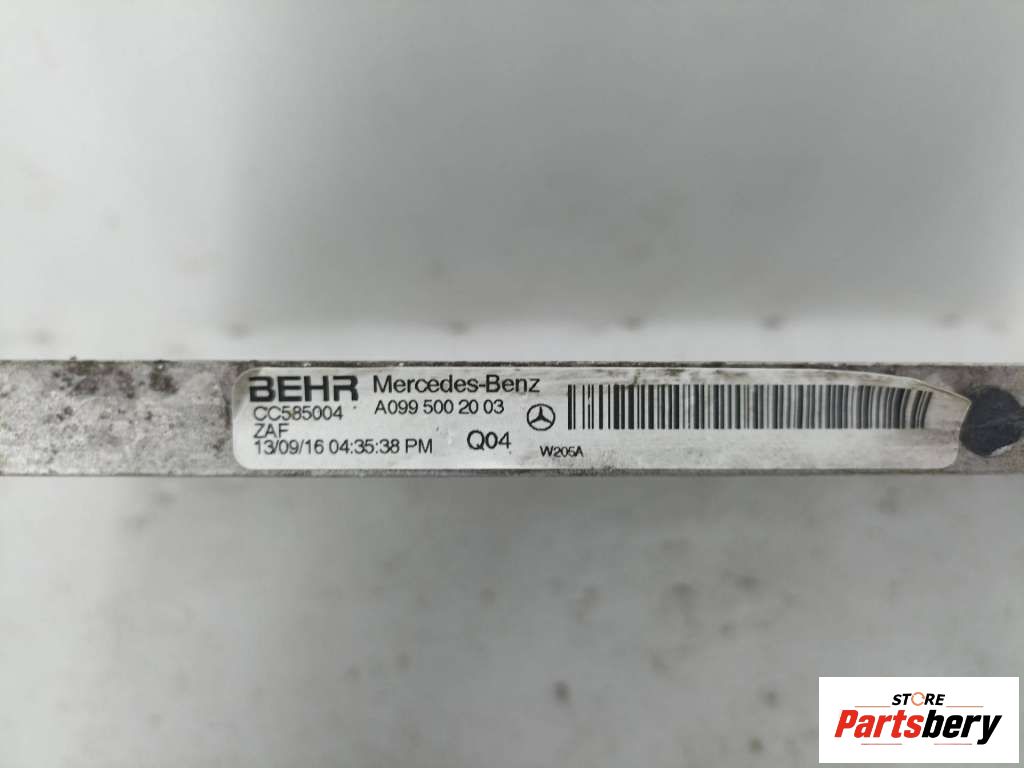 BEHR Mercedes-Benz
CC585004 A099 500 20 03
ZAF
13/09/16 04:35:38 PM Q04 W205A
STORE
Partsbery